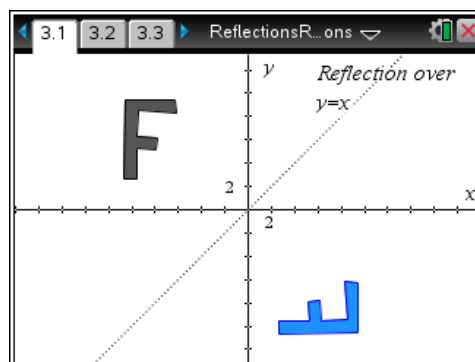 3.1 3.2 3.3 ReflectionsR...ons
y Reflection over
y=x
2
x
2
F
F